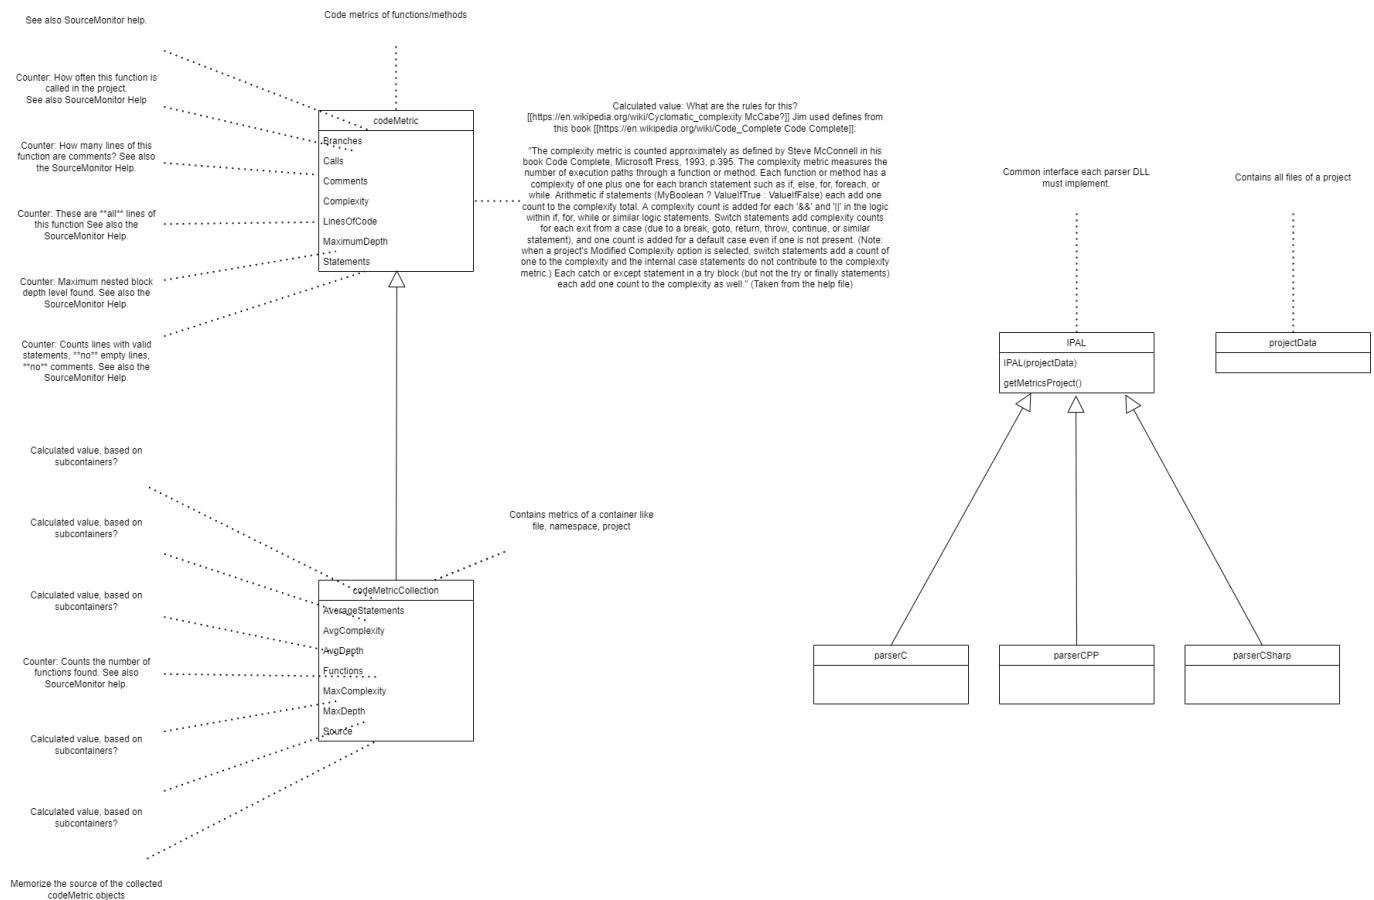 See also SourceMonitor help.
Code metrics of functions/methods
Counter: How often this function is
called in the project.
See also SourceMonitor Help
Counter: How many lines of this
function are comments? See also
the SourceMonitor Help.
Counter: These are **all** lines of
this function See also the
SourceMonitor Help.
Counter: Maximum nested block
depth level found. See also the
SourceMonitor Help.
Counter: Counts lines with valid
statements, **no** empty lines,
**no** comments. See also the
SourceMonitor Help.
codeMetric
Branches
Calls
Comments
Complexity
LinesOfCode
MaximumDepth
Statements
Calculated value: What are the rules for this?
[[https://en.wikipedia.org/wiki/Cyclomatic_complexity McCabe?]] Jim used defines from
this book [[https://en.wikipedia.org/wiki/Code_Complete Code Complete]]:
"The complexity metric is counted approximately as defined by Steve McConnell in his
book Code Complete, Microsoft Press, 1993, p.395. The complexity metric measures the
number of execution paths through a function or method. Each function or method has a
complexity of one plus one for each branch statement such as if, else, for, foreach, or
while. Arithmetic if statements (MyBoolean ? ValueIfTrue : ValueIfFalse) each add one
count to the complexity total. A complexity count is added for each '&&' and '||' in the logic
within if, for, while or similar logic statements. Switch statements add complexity counts
for each exit from a case (due to a break, goto, return, throw, continue, or similar
statement), and one count is added for a default case even if one is not present. (Note:
when a project's Modified Complexity option is selected, switch statements add a count of
one to the complexity and the internal case statements do not contribute to the complexity
metric.) Each catch or except statement in a try block (but not the try or finally statements)
each add one count to the complexity as well." (Taken from the help file)
Common interface each parser DLL
must implement.
Contains all files of a project
IPAL
IPAL(projectData)
getMetricsProject()
projectData
Calculated value, based on
subcontainers?
Calculated value, based on
subcontainers?
Calculated value, based on
subcontainers?
Counter: Counts the number of
functions found. See also
SourceMonitor help.
Calculated value, based on
subcontainers?
Calculated value, based on
subcontainers?
Memorize the source of the collected
codeMetric objects
Contains metrics of a container like
file, namespace, project
codeMetricCollection
AverageStatements
AvgComplexity
AvgDepth
Functions
MaxComplexity
MaxDepth
Source
parserC
parserCPP
parserCSharp